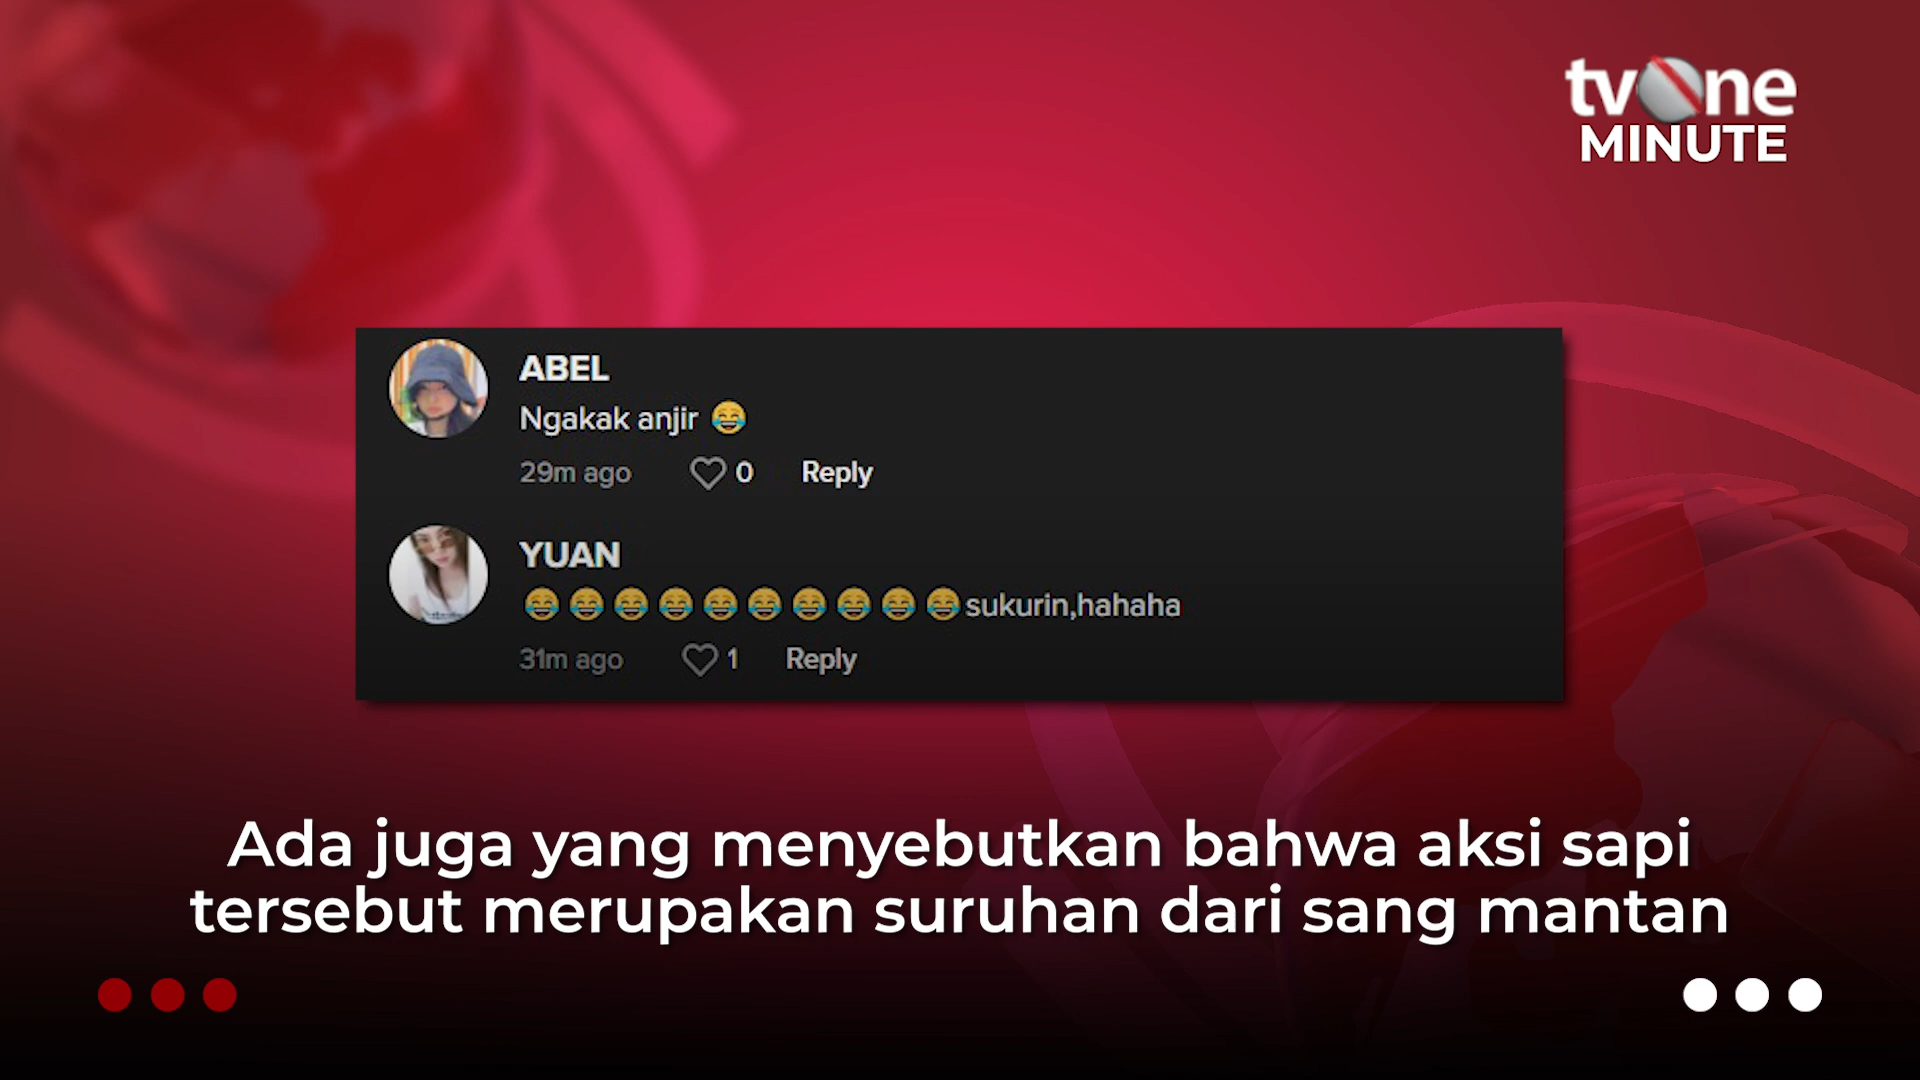 tvOne
MINUTE
ABEL
Ngakak anjir 😂
29m ago 0 Reply
YUAN
😂😂😂😂😂😂😂😂😂😂sukurin,hahaha
31m ago 1 Reply
Ada juga yang menyebutkan bahwa aksi sapi
tersebut merupakan suruhan dari sang mantan